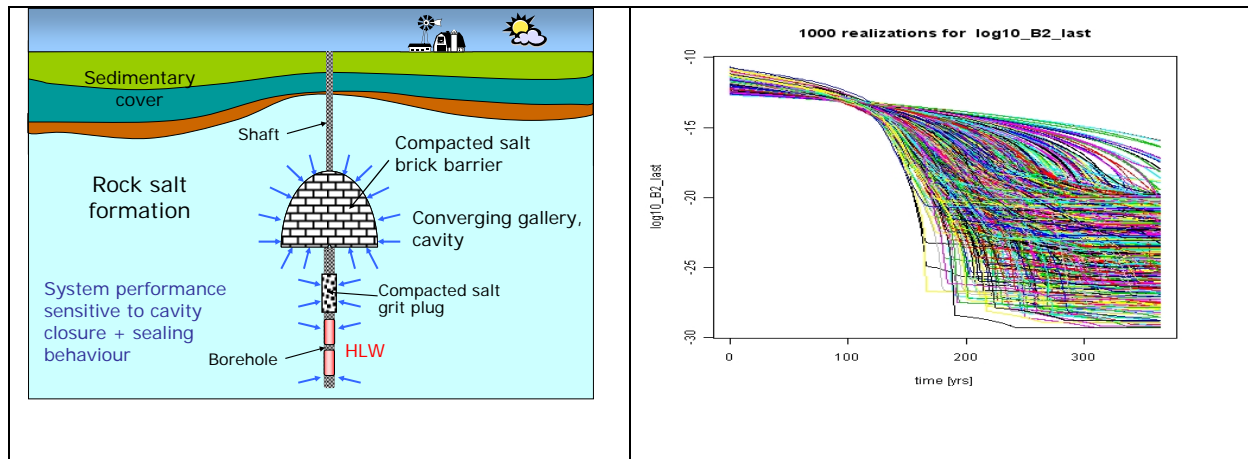 Sedimentary
cover
Shaft
Compacted salt
brick barrier
Rock salt
formation
Converging gallery,
cavity
System performance
sensitive to cavity
closure + sealing
behaviour
Compacted salt
grit plug
Borehole
HLW
1000 realizations for log10_B2_last
log10_B2_last
-10
-15
-20
-25
-30
0
100
200
300
time [yrs]